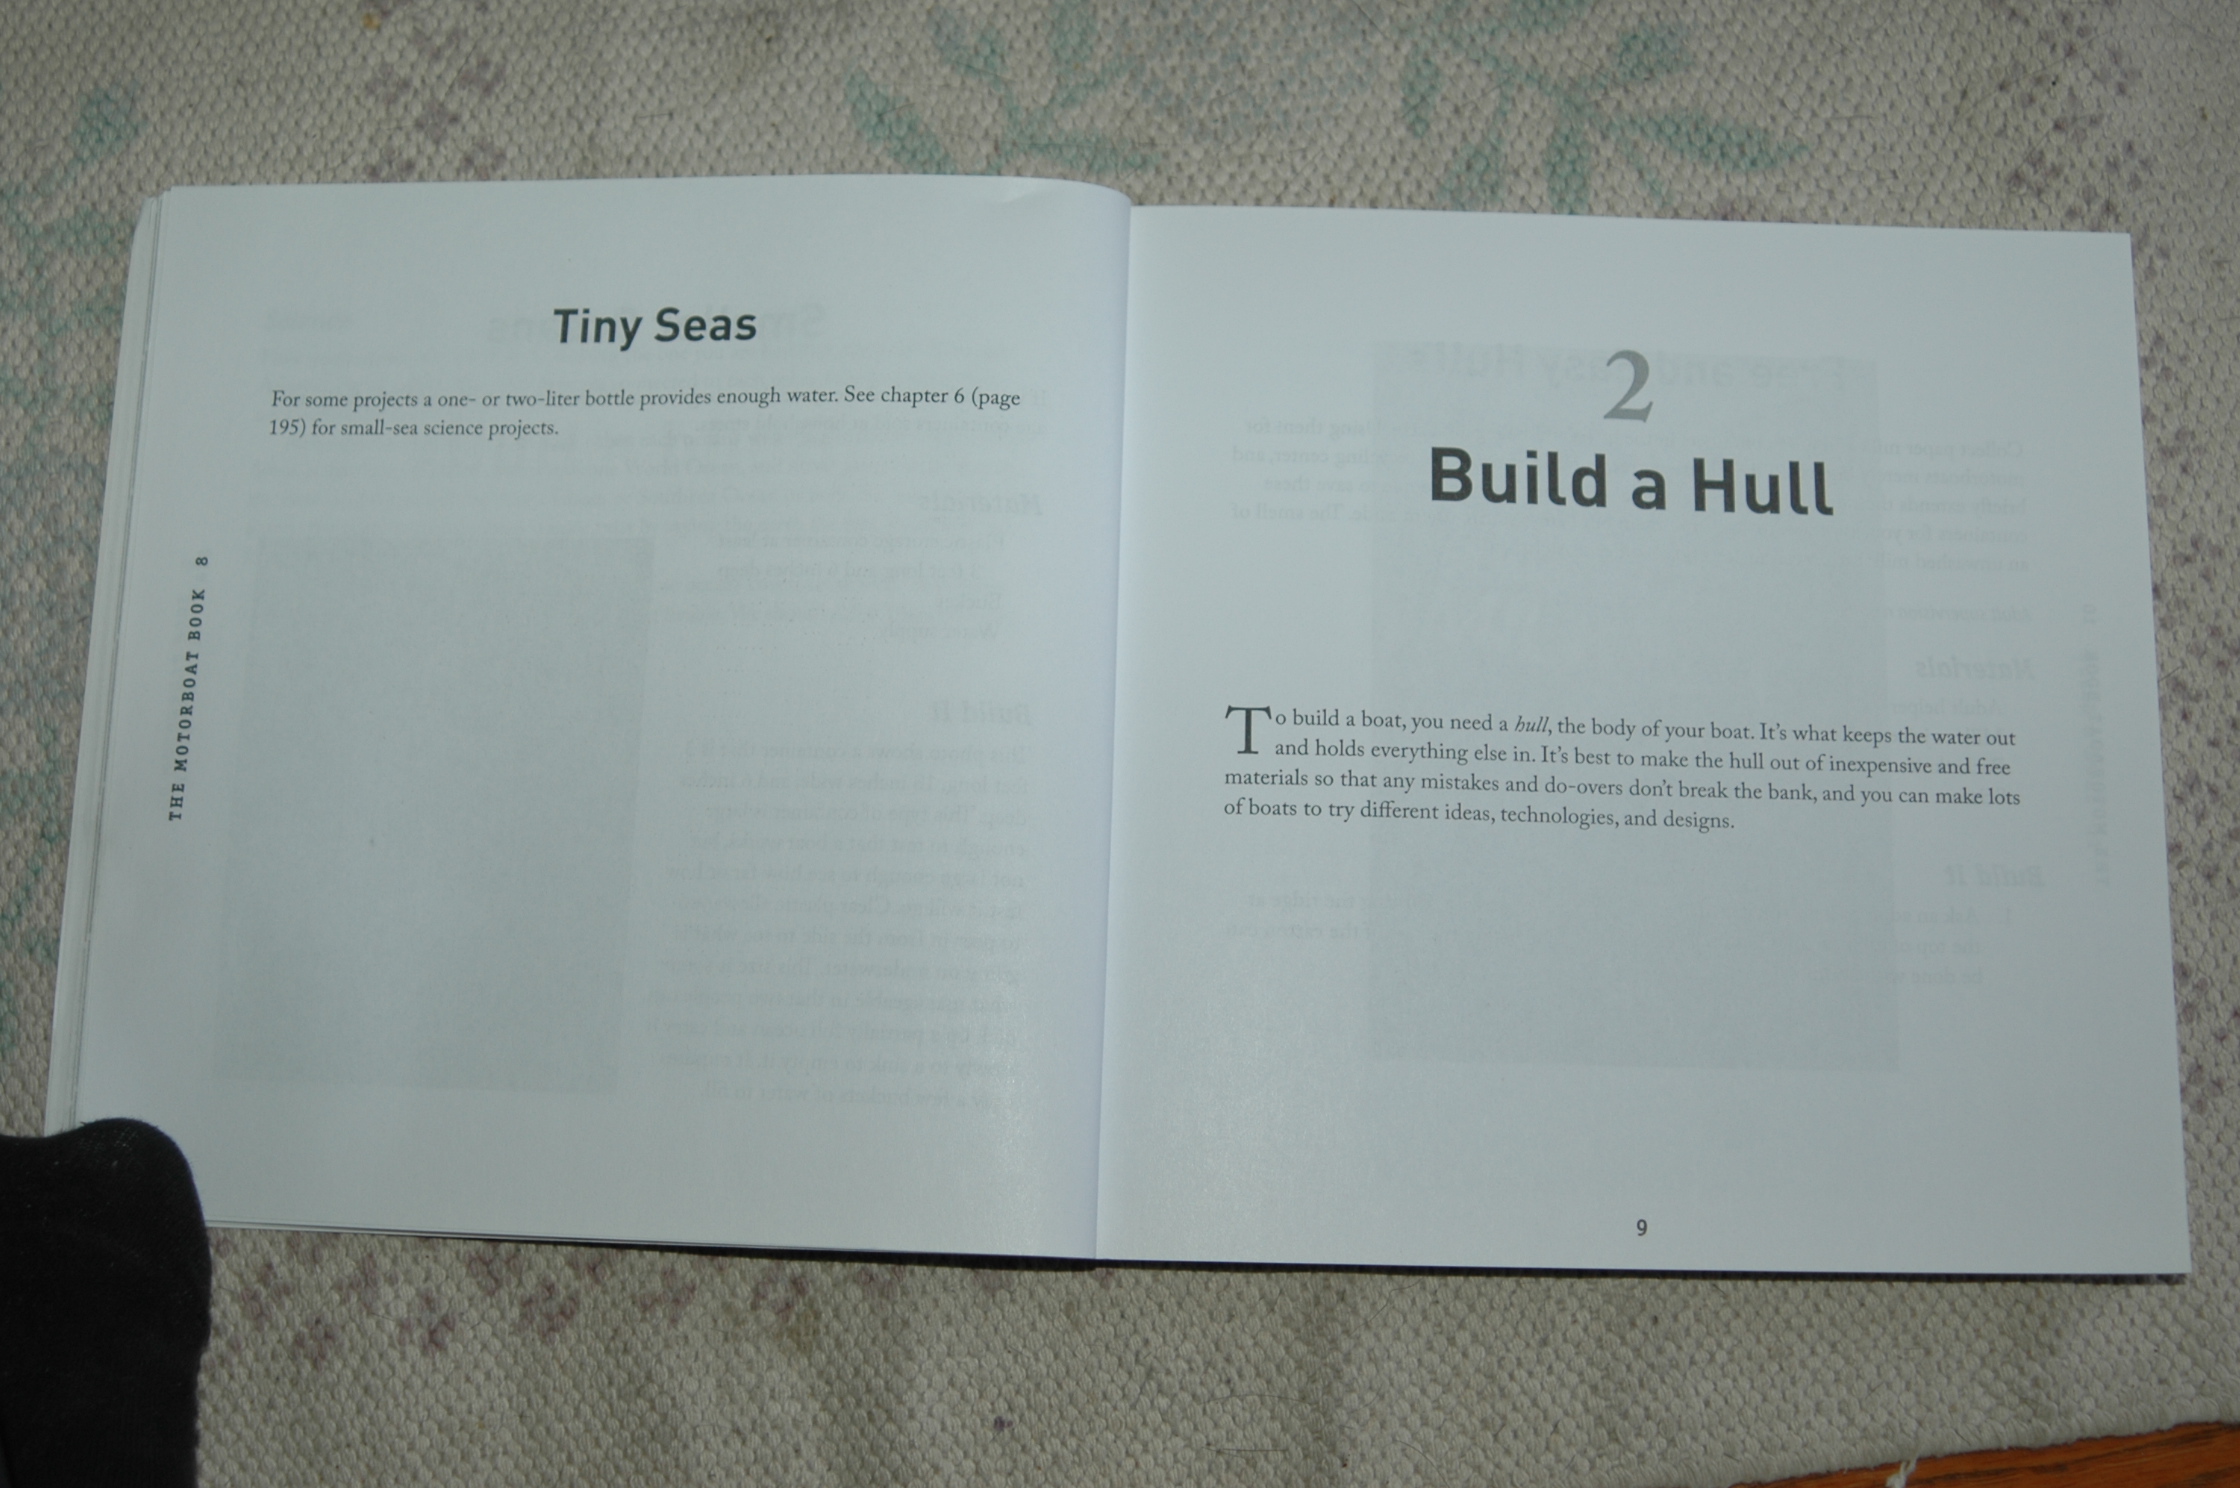 Tiny Seas
For some projects a one- or two-liter bottle provides enough water. See chapter 6 (page
195) for small-sea science projects.
THE MOTORBOAT BOOK 8
2
Build a Hull
To build a boat, you need a hull, the body of your boat. It's what keeps the water out
and holds everything else in. It's best to make the hull out of inexpensive and free
materials so that any mistakes and do-overs don't break the bank, and you can make lots
of boats to try different ideas, technologies, and designs.
9